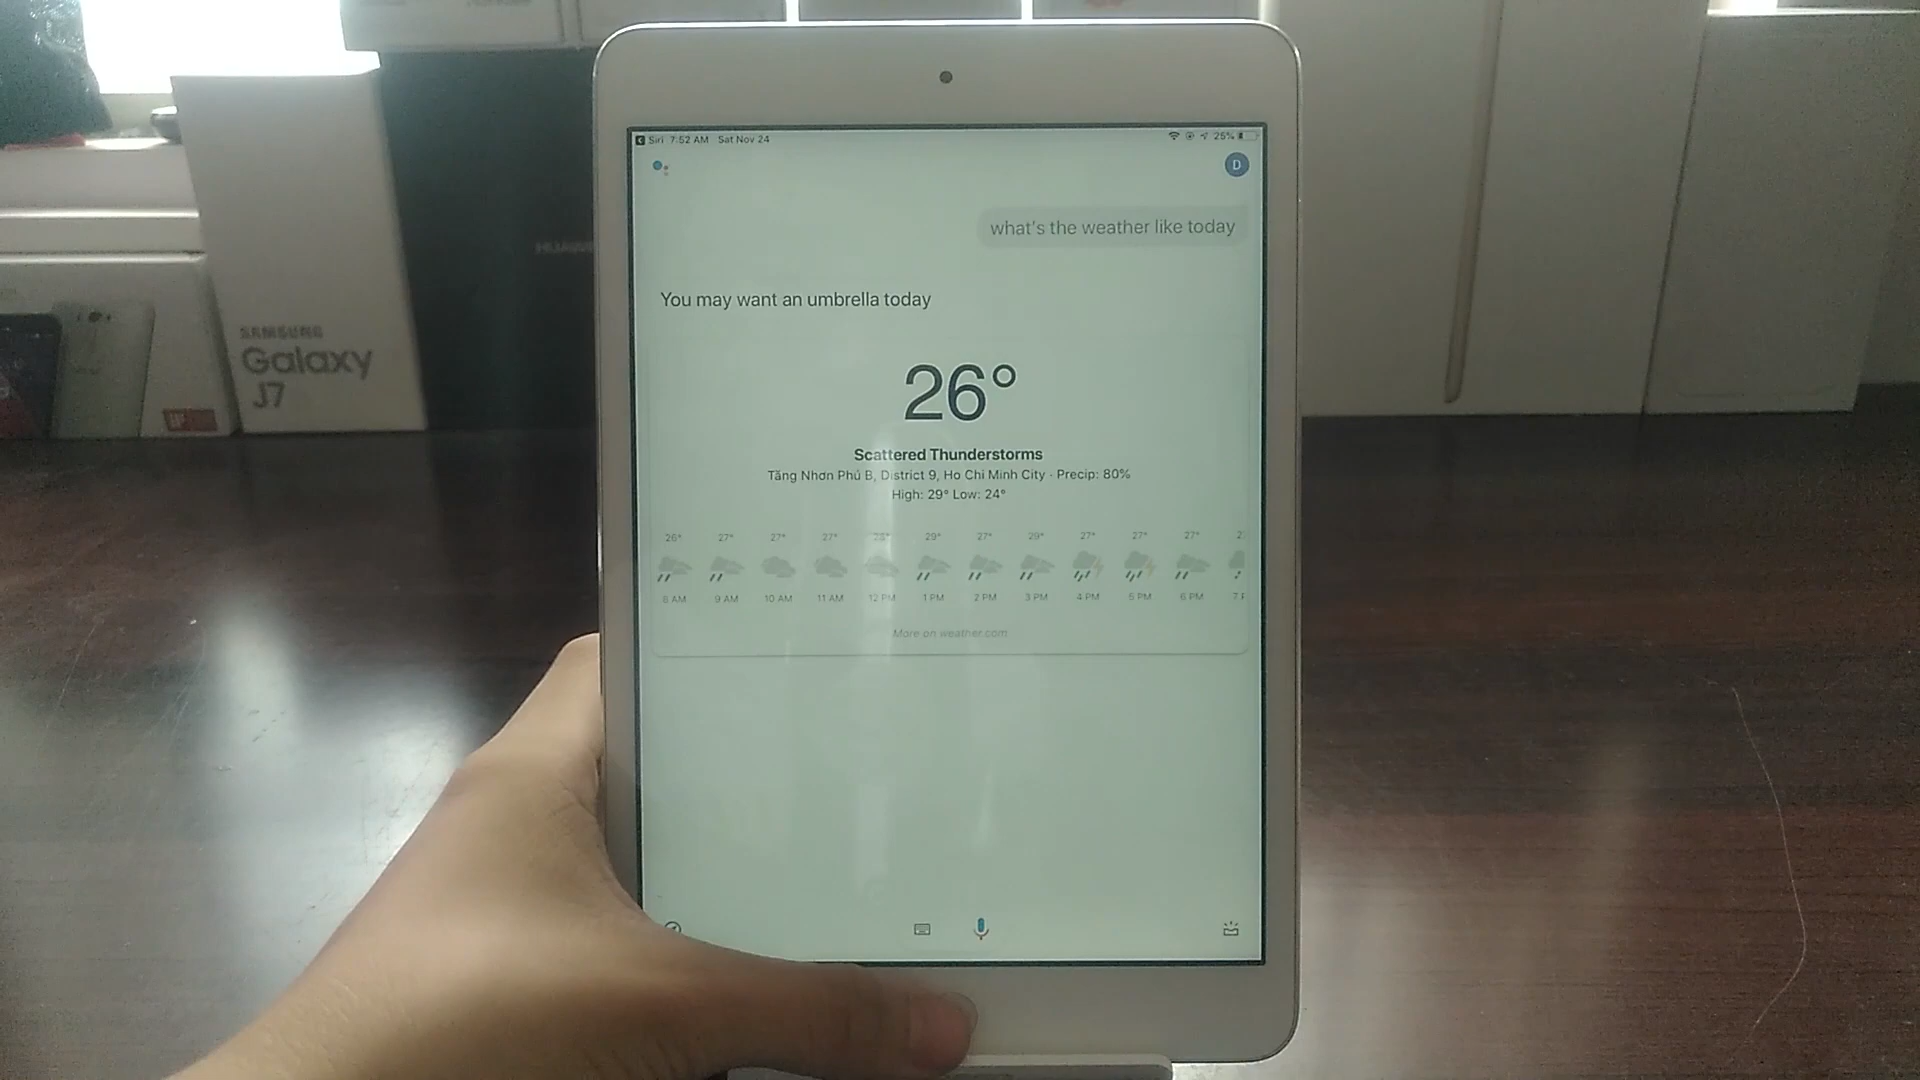 Siri 7:52 AM Sat Nov 24
25%
D
what's the weather like today
You may want an umbrella today
26°
Scattered Thunderstorms
Tăng Nhơn Phú B, District 9, Ho Chi Minh City · Precip: 80%
High: 29° Low: 24°
26° 27° 27° 27° 28° 29° 27° 29° 27° 27° 27°
8 AM 9 AM 10 AM 11 AM 12 PM 1 PM 2 PM 3 PM 4 PM 5 PM 6 PM
More on weather.com
HUAWEI
SAMSUNG
Galaxy
J7